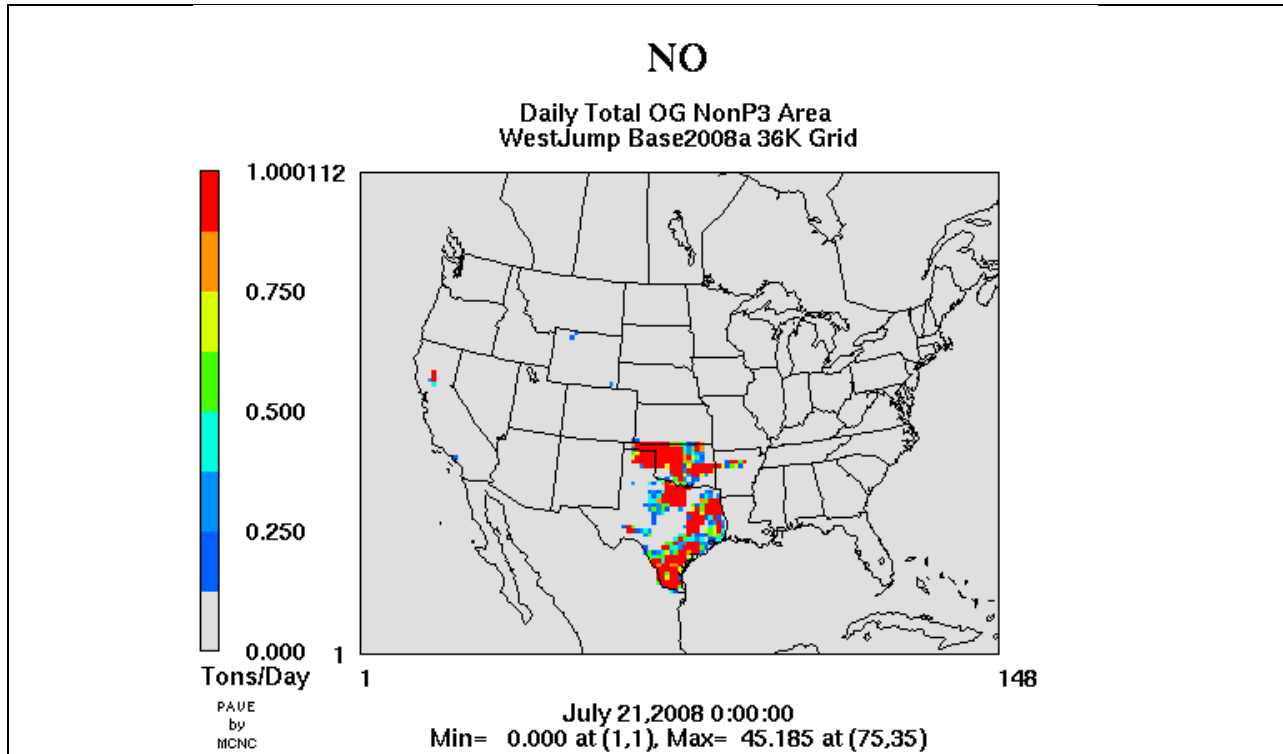 NO
Daily Total OG NonP3 Area
WestJump Base2008a 36K Grid
1.000
0.750
0.500
0.250
0.000
Tons/Day
112
1
1
148
PAVE
by
MCNC
July 21,2008 0:00:00
Min=   0.000 at (1,1), Max=  45.185 at (75,35)